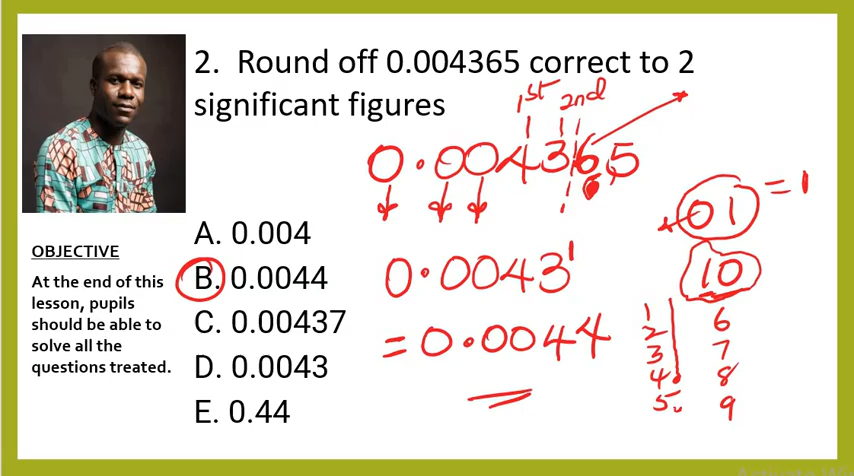 2. Round off 0.004365 correct to 2
significant figures
1st 2nd
0.004365
01 = 1
10
OBJECTIVE
At the end of this
lesson, pupils
should be able to
solve all the
questions treated.
A. 0.004
B. 0.0044
C. 0.00437
D. 0.0043
E. 0.44
0.0043 1
= 0.0044
1 6
2 7
3 7
4. 8
5. 9